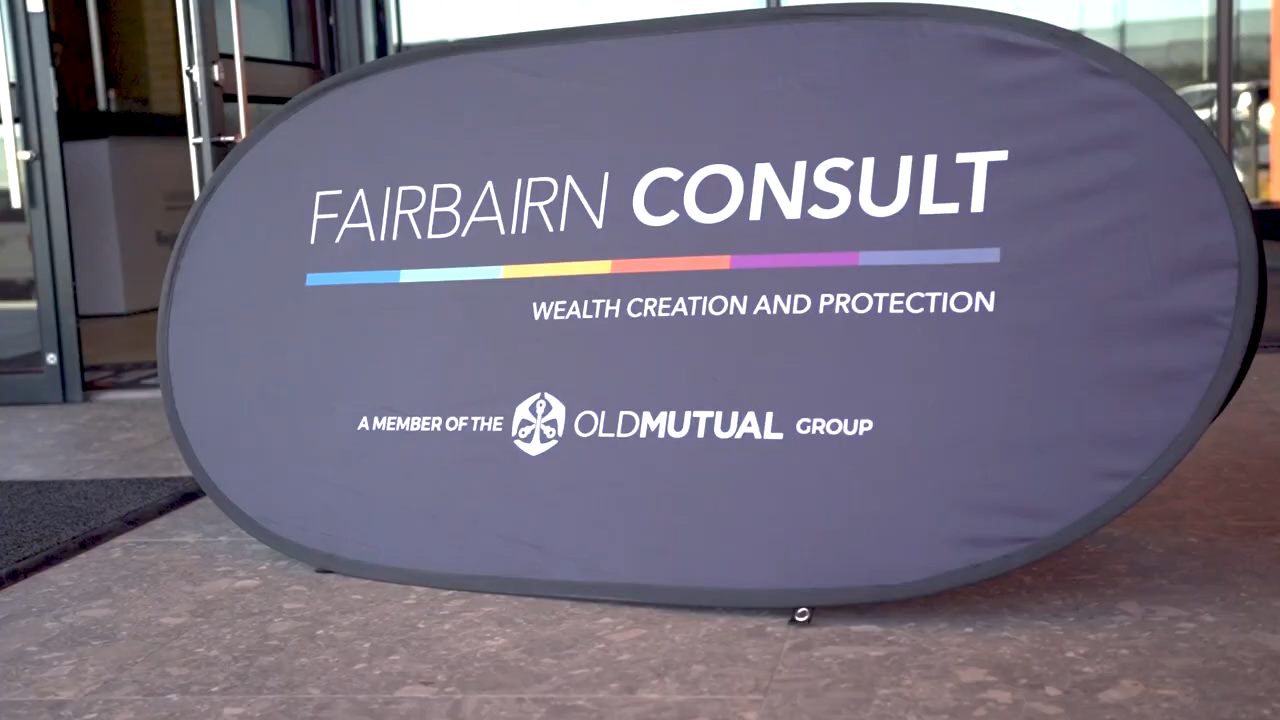 FAIRBAIRN CONSULT
WEALTH CREATION AND PROTECTION
A MEMBER OF THE OLDMUTUAL GROUP